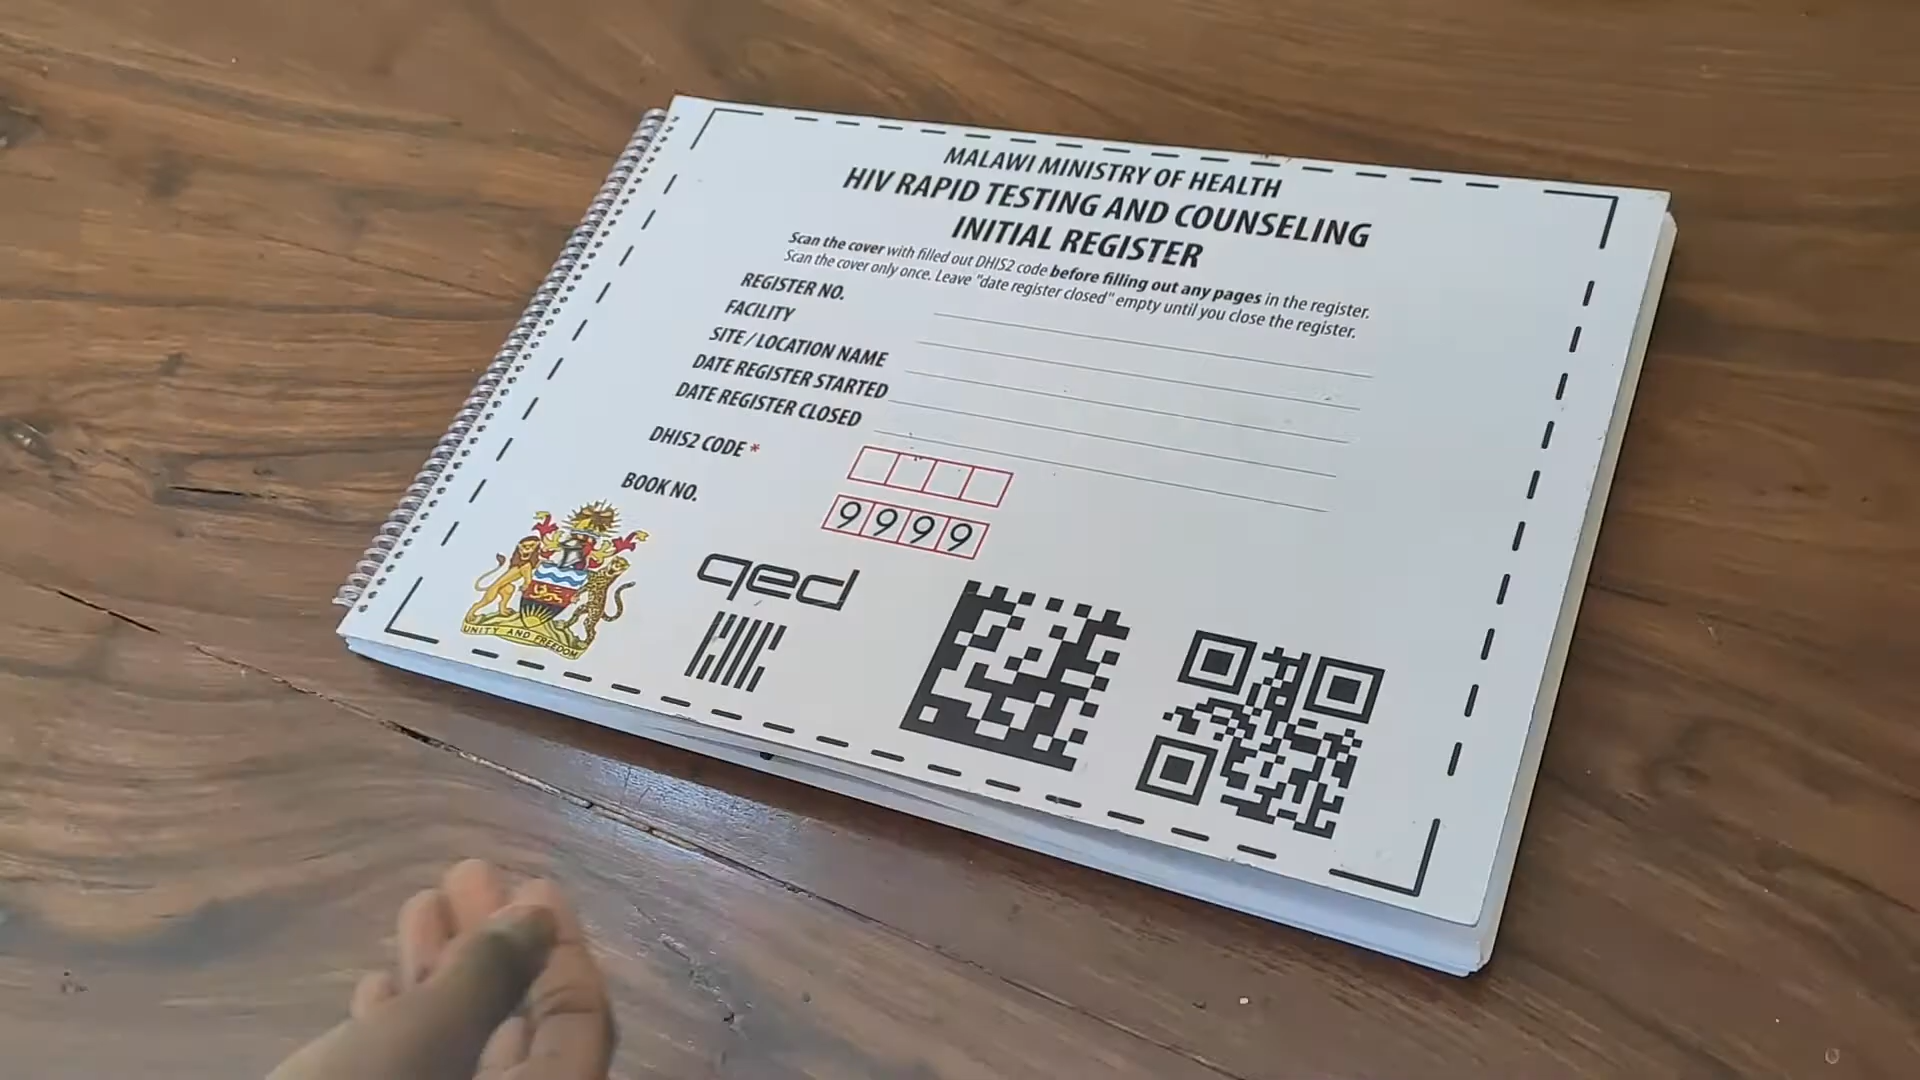 MALAWI MINISTRY OF HEALTH
HIV RAPID TESTING AND COUNSELING
INITIAL REGISTER
Scan the cover with filled out DHIS2 code before filling out any pages in the register.
Scan the cover only once. Leave "date register closed" empty until you close the register.
REGISTER NO.
FACILITY
SITE / LOCATION NAME
DATE REGISTER STARTED
DATE REGISTER CLOSED
DHIS2 CODE *
BOOK NO. 9999
UNITY AND FREEDOM
qed